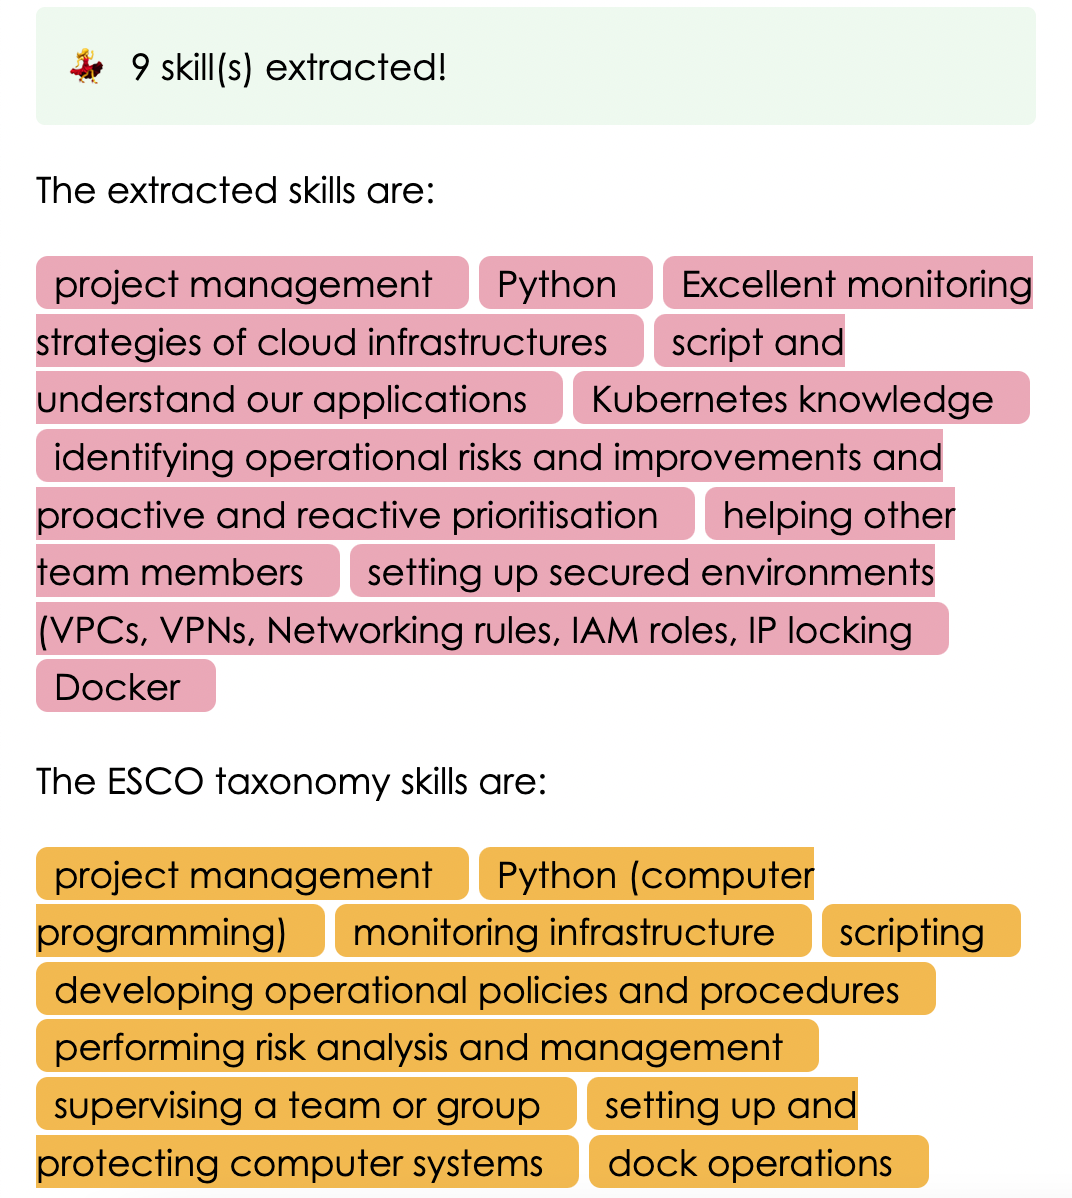 💃 9 skill(s) extracted!
The extracted skills are:
project management Python Excellent monitoring
strategies of cloud infrastructures script and
understand our applications Kubernetes knowledge
identifying operational risks and improvements and
proactive and reactive prioritisation helping other
team members setting up secured environments
(VPCs, VPNs, Networking rules, IAM roles, IP locking
Docker
The ESCO taxonomy skills are:
project management Python (computer
programming) monitoring infrastructure scripting
developing operational policies and procedures
performing risk analysis and management
supervising a team or group setting up and
protecting computer systems dock operations